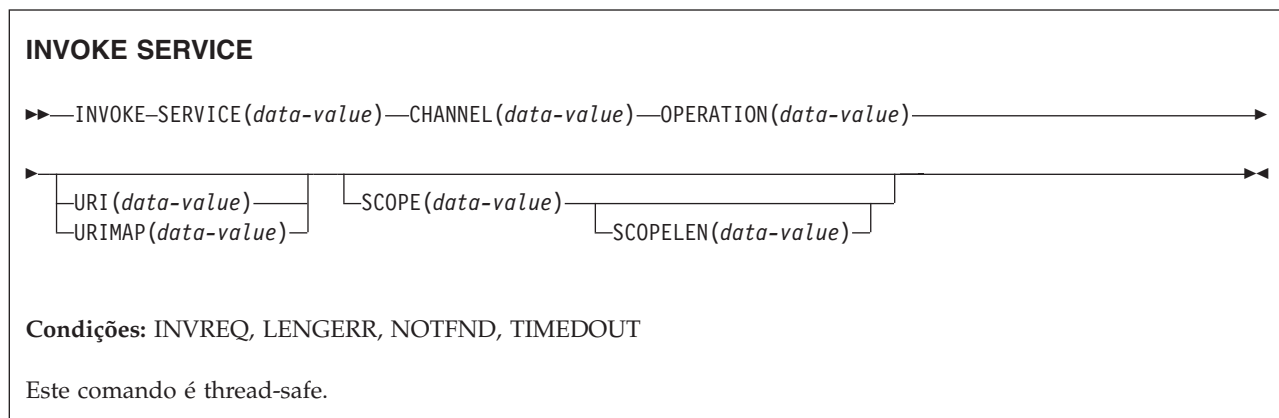 INVOKE SERVICE
INVOKE SERVICE(data-value) CHANNEL(data-value) OPERATION(data-value)
URI(data-value) SCOPE(data-value)
URIMAP(data-value) SCOPELEN(data-value)
Condições: INVREQ, LENGERR, NOTFND, TIMEDOUT
Este comando é thread-safe.